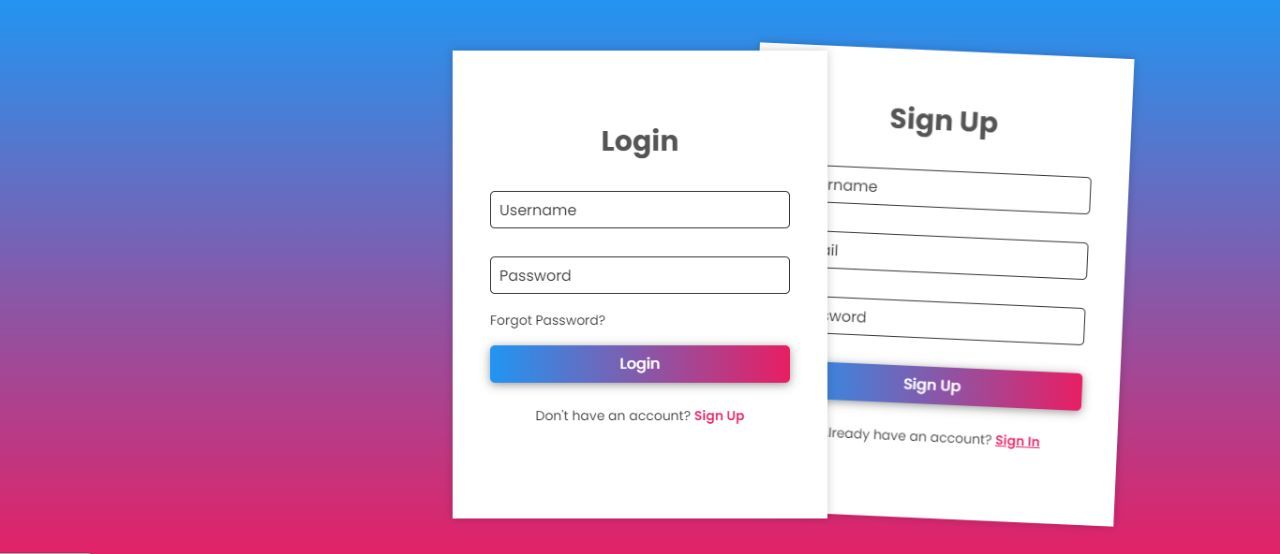 Login
Username
Password
Forgot Password?
Login
Don't have an account? Sign Up
Sign Up
rname
ail
sword
Sign Up
lready have an account? Sign In